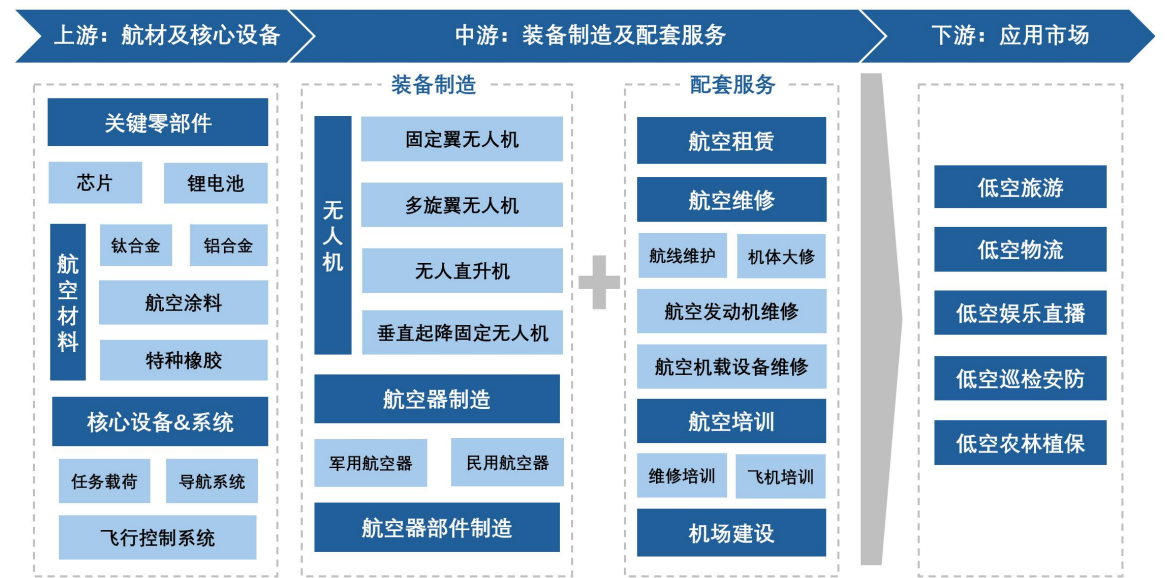 上游：航材及核心设备
中游：装备制造及配套服务
下游：应用市场
关键零部件
芯片
锂电池
航空材料
钛合金
铝合金
航空涂料
特种橡胶
核心设备&系统
任务载荷
导航系统
飞行控制系统
装备制造
无人机
固定翼无人机
多旋翼无人机
无人直升机
垂直起降固定无人机
航空器制造
军用航空器
民用航空器
航空器部件制造
配套服务
航空租赁
航空维修
航线维护
机体大修
航空发动机维修
航空机载设备维修
航空培训
维修培训
飞机培训
机场建设
低空旅游
低空物流
低空娱乐直播
低空巡检安防
低空农林植保